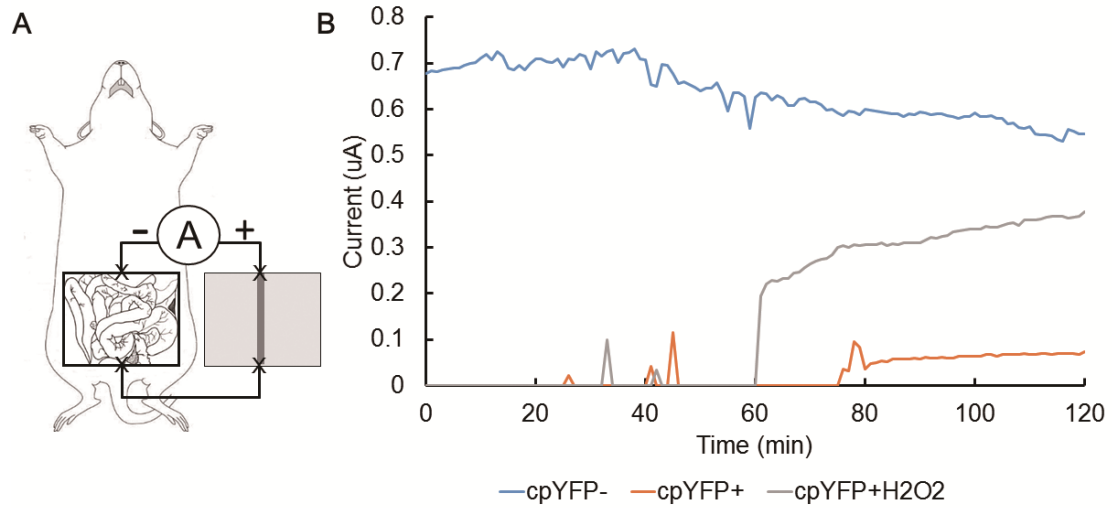 A
B
- A +
X X
X X
Current (uA)
0.8
0.7
0.6
0.5
0.4
0.3
0.2
0.1
0
0 20 40 60 80 100 120
Time (min)
cpYFP- cpYFP+ cpYFP+H2O2